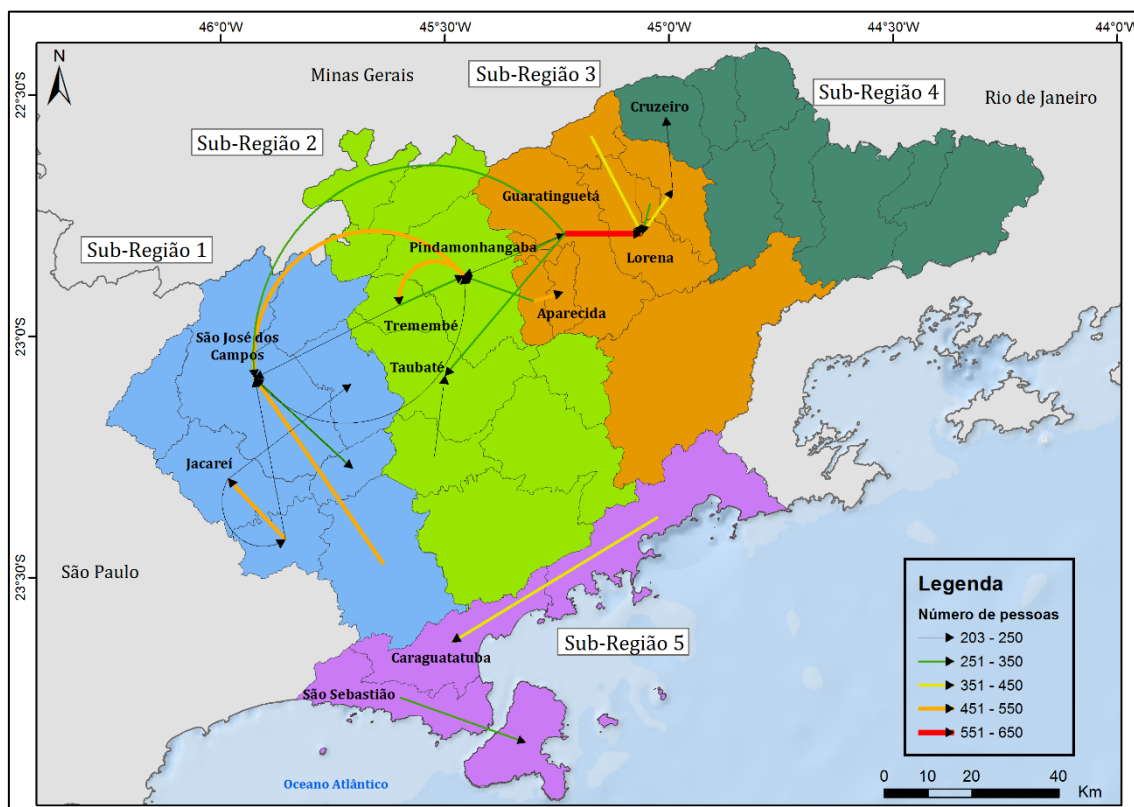 46°0'W
45°30'W
45°0'W
44°30'W
44°0'W
22°30'S
23°0'S
23°30'S
N
Minas Gerais
Sub-Região 3
Cruzeiro
Sub-Região 4
Rio de Janeiro
Sub-Região 2
Guaratinguetá
Sub-Região 1
Pindamonhangaba
Lorena
Aparecida
Tremembé
São José dos
Campos
Taubaté
Jacareí
São Paulo
Sub-Região 5
Caraguatatuba
São Sebastião
Oceano Atlântico
Legenda
Número de pessoas
203 - 250
251 - 350
351 - 450
451 - 550
551 - 650
0 10 20 40
Km